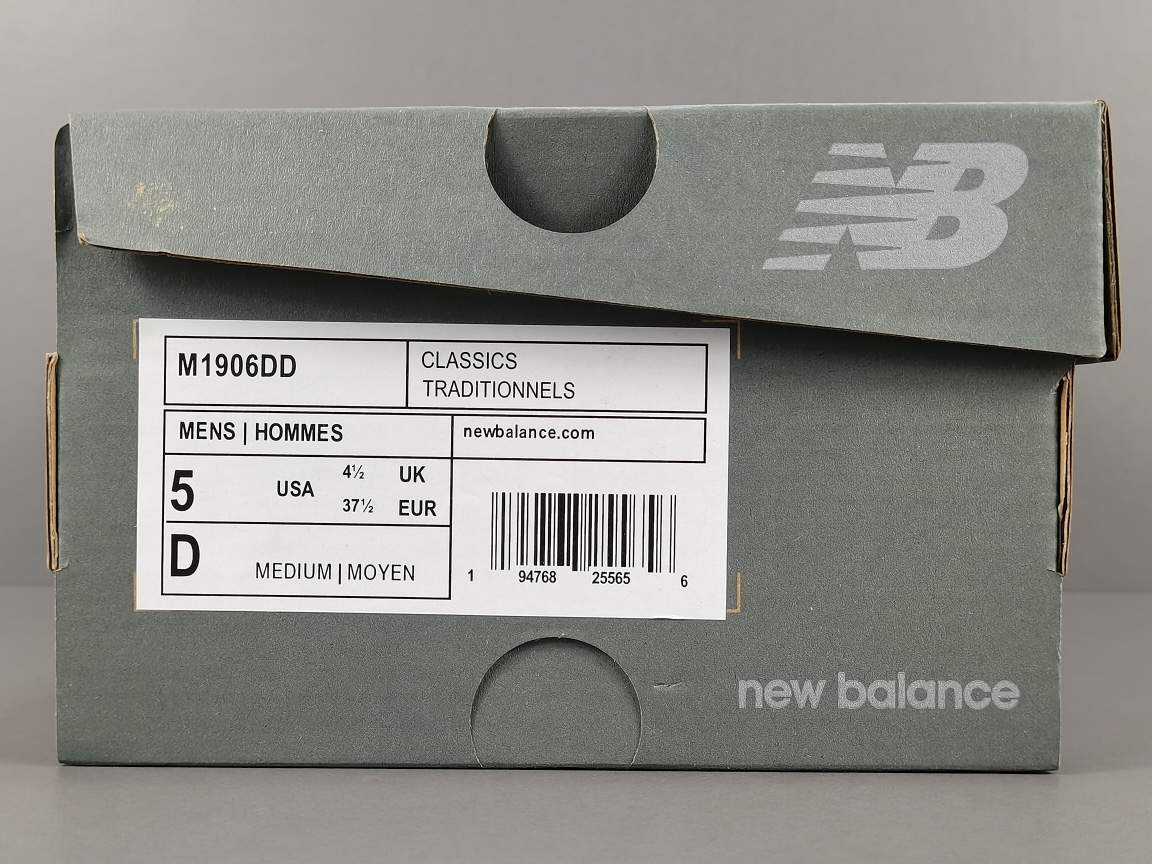 NB
M1906DD
CLASSICS
TRADITIONNELS
MENS | HOMMES
newbalance.com
5 USA 4½ UK
37½ EUR
D MEDIUM | MOYEN
1 94768 25565 6
new balance